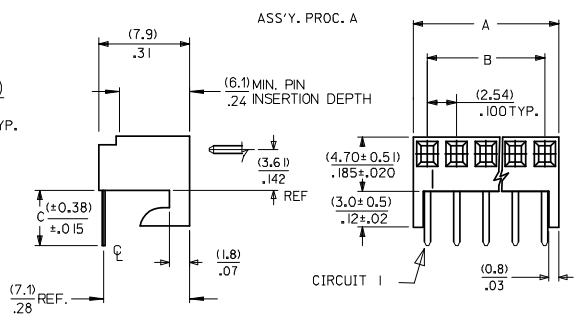 ASS'Y. PROC. A
(7.9)
.31
(6.1) MIN. PIN
.24 INSERTION DEPTH
)
YP.
(3.61)
.142
REF
C (±0.38)
±.015
℄
(1.8)
.07
(7.1) REF.
.28
A
B
(2.54)
.100 TYP.
(4.70±0.51)
.185±.020
(3.0±0.5)
.12±.02
CIRCUIT 1
(0.8)
.03